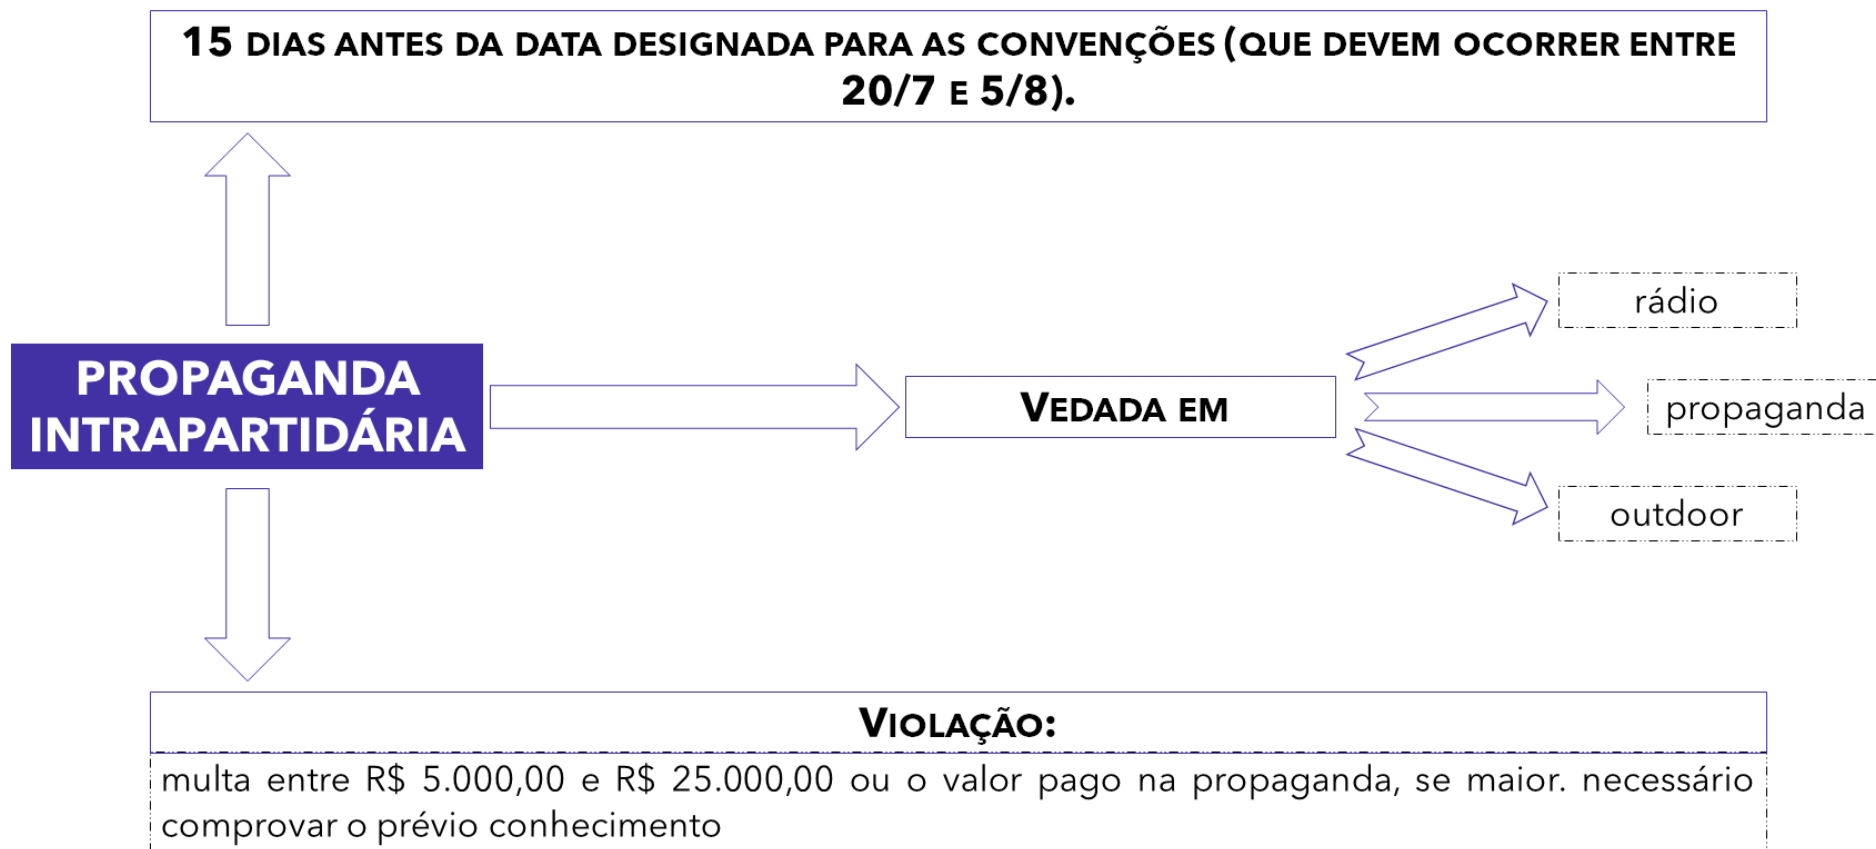 15 DIAS ANTES DA DATA DESIGNADA PARA AS CONVENÇÕES (QUE DEVEM OCORRER ENTRE
20/7 E 5/8).
PROPAGANDA
INTRAPARTIDÁRIA
VEDADA EM
rádio
propaganda
outdoor
VIOLAÇÃO:
multa entre R$ 5.000,00 e R$ 25.000,00 ou o valor pago na propaganda, se maior. necessário
comprovar o prévio conhecimento